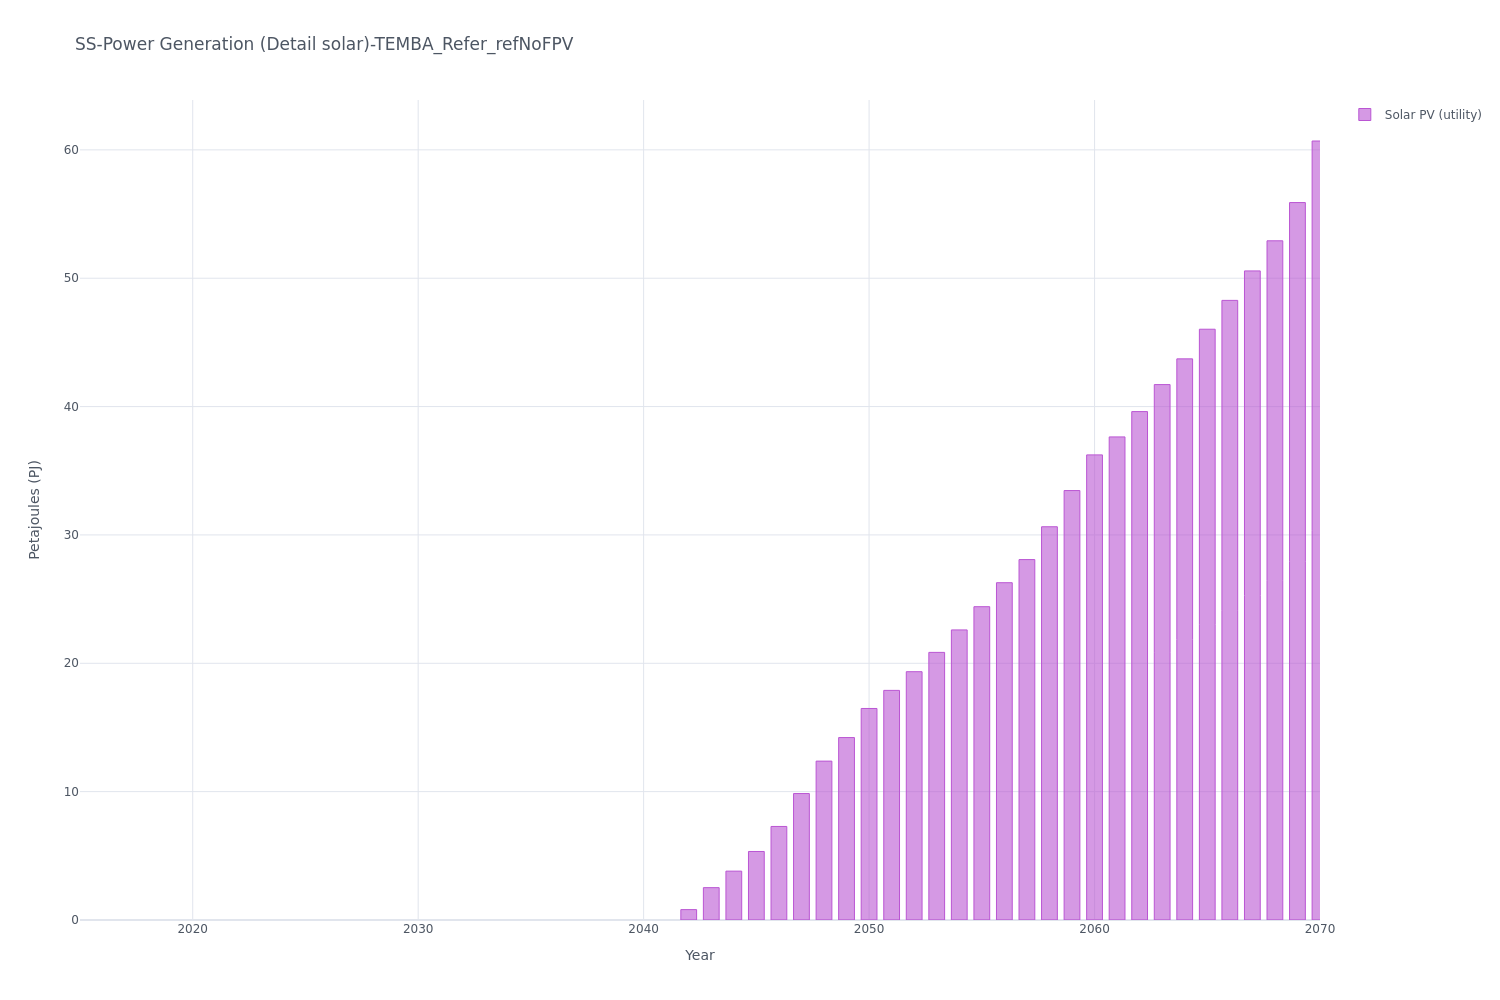 SS-Power Generation (Detail solar)-TEMBA_Refer_refNoFPV
Solar PV (utility)
60
50
40
30
20
10
0
Petajoules (PJ)
2020 2030 2040 2050 2060 2070
Year